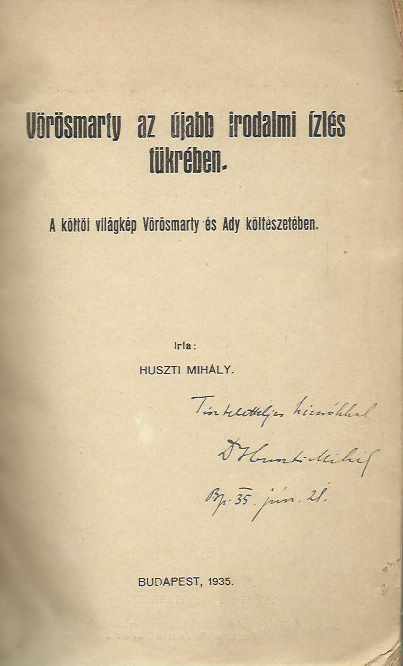 Vörösmarty az újabb irodalmi ízlés
tükrében.
A költői világkép Vörösmarty és Ady költészetében.
Irta:
HUSZTI MIHÁLY.
Tiszteletteljes
Dr Huszti Mihály
Bp. 35. jún. 21.
BUDAPEST, 1935.